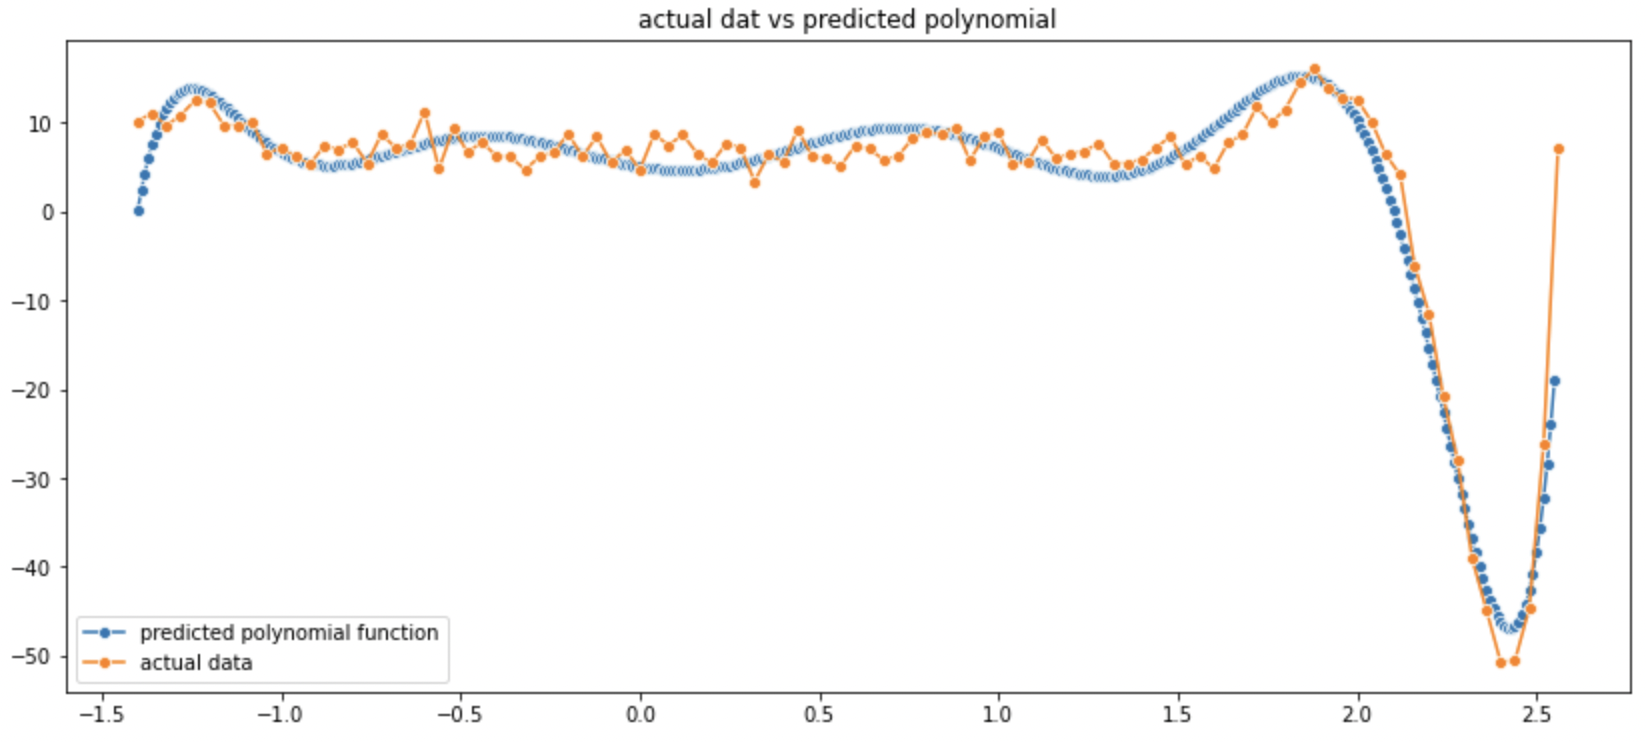 actual dat vs predicted polynomial
10
0
−10
−20
−30
−40
−50
predicted polynomial function
actual data
−1.5 −1.0 −0.5 0.0 0.5 1.0 1.5 2.0 2.5